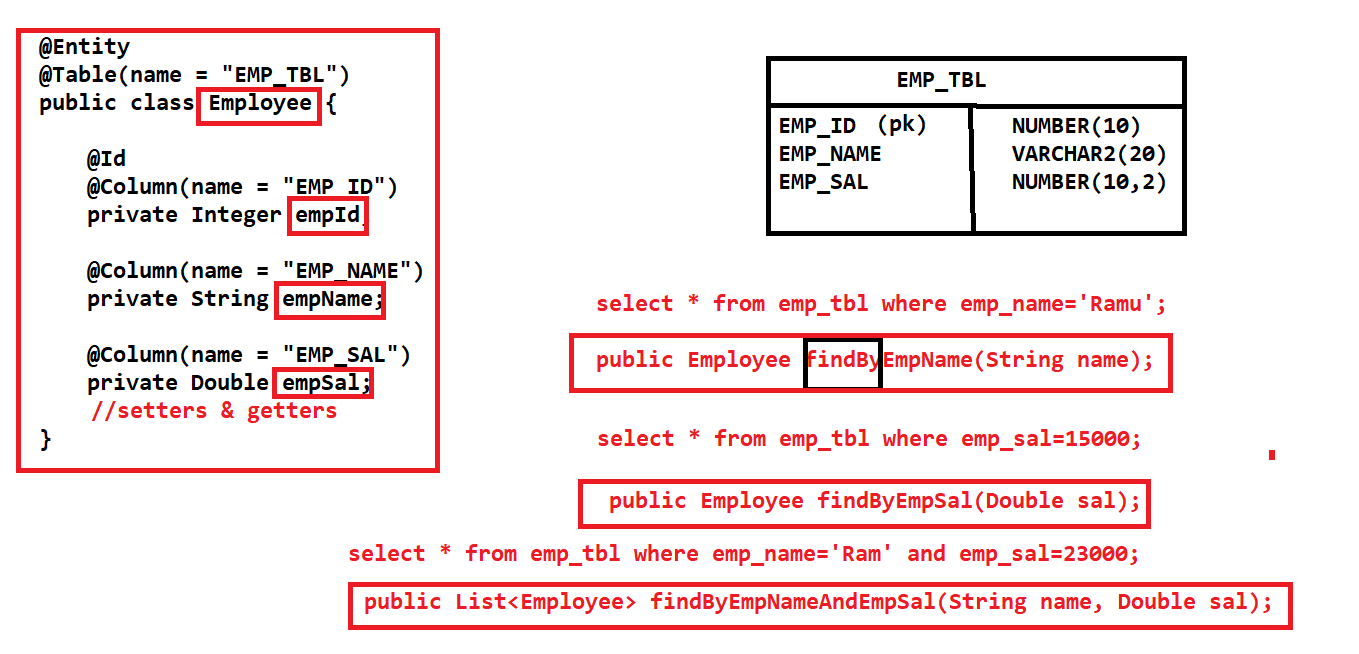 @Entity
@Table(name = "EMP_TBL")
public class Employee {
@Id
@Column(name = "EMP_ID")
private Integer empId;
@Column(name = "EMP_NAME")
private String empName;
@Column(name = "EMP_SAL")
private Double empSal;
//setters & getters
}
EMP_TBL
EMP_ID (pk) NUMBER(10)
EMP_NAME VARCHAR2(20)
EMP_SAL NUMBER(10,2)
select * from emp_tbl where emp_name='Ramu';
public Employee findByEmpName(String name);
select * from emp_tbl where emp_sal=15000;
public Employee findByEmpSal(Double sal);
select * from emp_tbl where emp_name='Ram' and emp_sal=23000;
public List<Employee> findByEmpNameAndEmpSal(String name, Double sal);